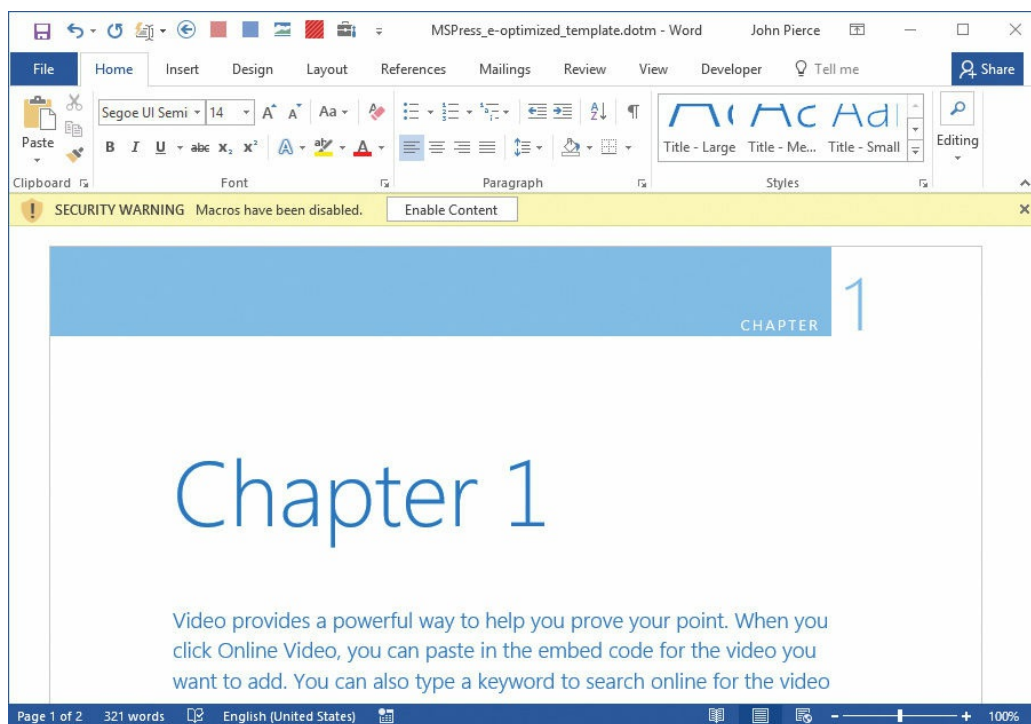 MSPress_e-optimized_template.dotm - Word John Pierce
File Home Insert Design Layout References Mailings Review View Developer Tell me Share
Segoe UI Semi 14 Aa
Paste B I U abc x₂ x² A aby A Title - Large Title - Me... Title - Small Editing
Clipboard Font Paragraph Styles
SECURITY WARNING Macros have been disabled. Enable Content
CHAPTER 1
Chapter 1
Video provides a powerful way to help you prove your point. When you
click Online Video, you can paste in the embed code for the video you
want to add. You can also type a keyword to search online for the video
Page 1 of 2 321 words English (United States) 100%